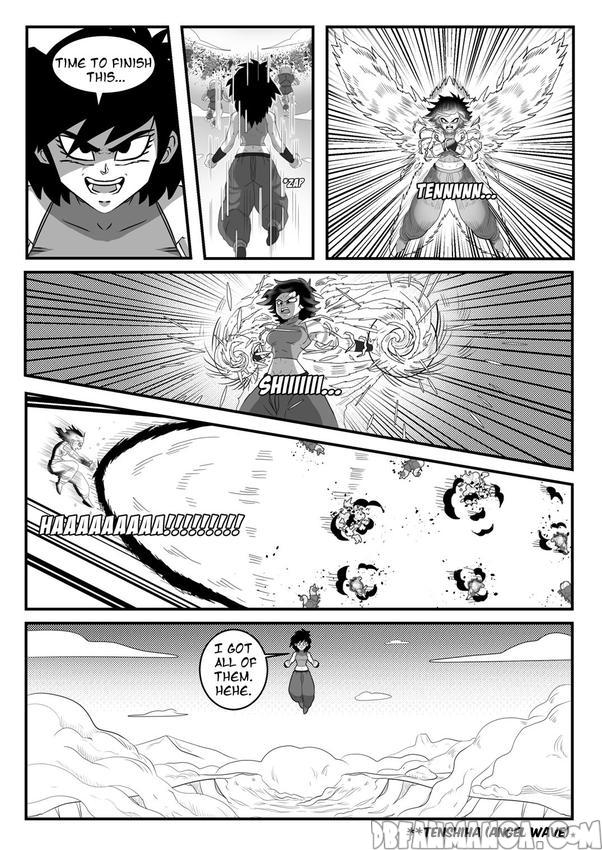 TIME TO FINISH
THIS...
*ZAP
TENNNNN...
SHIIIIII...
HAAAAAAAAA!!!!!!!!!
I GOT
ALL OF
THEM.
HEHE.
**TENSHIHA (ANGEL WAVE).
DBFANMANGA.COM